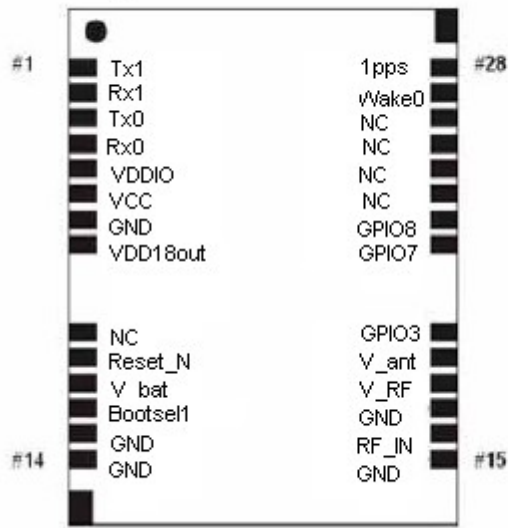 #1 Tx1 1pps #28
Rx1 Wake0
Tx0 NC
Rx0 NC
VDDIO NC
VCC NC
GND GPIO8
VDD18out GPIO7
NC GPIO3
Reset_N V_ant
V_bat V_RF
Bootsel1 GND
GND RF_IN
#14 GND GND #15